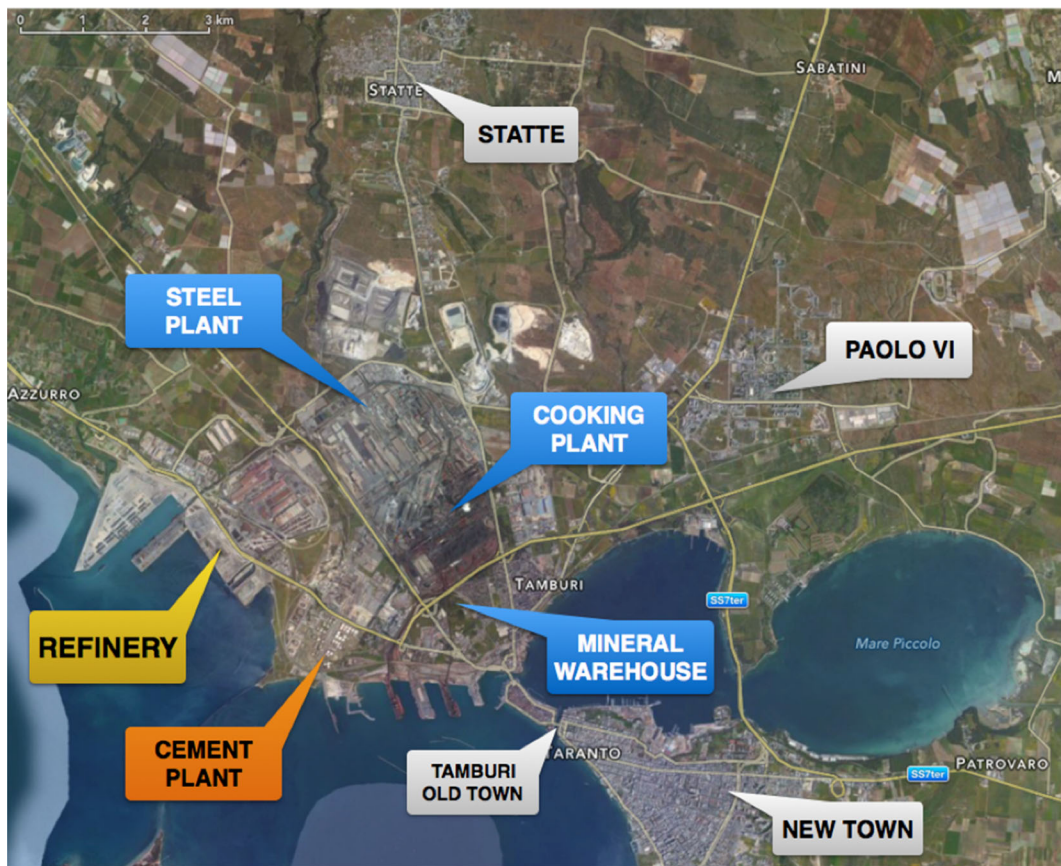 0 1 2 3 km
SABATINI
M
STATTE
STATTE
STEEL
PLANT
PAOLO VI
AZZURRO
COOKING
PLANT
TAMBURI
SS7ter
REFINERY
MINERAL
WAREHOUSE
Mare Piccolo
CEMENT
PLANT
TARANTO
TAMBURI
OLD TOWN
PATROVARO
SS7ter
NEW TOWN